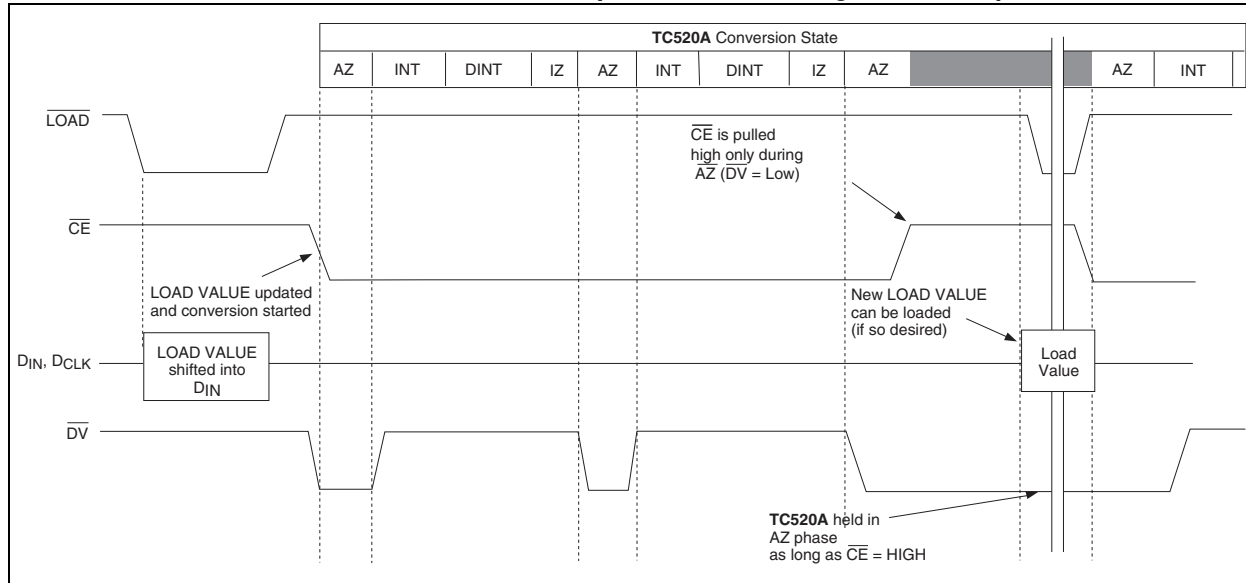 TC520A Conversion State
AZ INT DINT IZ AZ INT DINT IZ AZ AZ INT
LOAD
CE is pulled
high only during
AZ (DV = Low)
CE
LOAD VALUE updated
and conversion started
New LOAD VALUE
can be loaded
(if so desired)
DIN, DCLK
LOAD VALUE
shifted into
DIN
Load
Value
DV
TC520A held in
AZ phase
as long as CE = HIGH